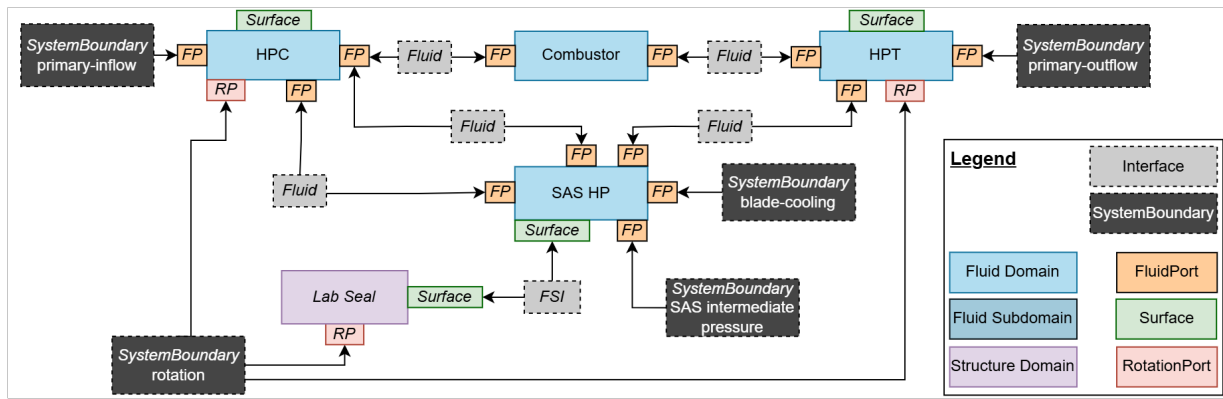 Surface
Surface
SystemBoundary
primary-inflow
FP
HPC
FP
Fluid
FP
Combustor
FP
Fluid
FP
HPT
FP
SystemBoundary
primary-outflow
RP
FP
FP
RP
Fluid
Fluid
FP
FP
Legend
Interface
Fluid
FP
SAS HP
FP
SystemBoundary
blade-cooling
SystemBoundary
Surface
FP
Fluid Domain
FluidPort
Lab Seal
Surface
FSI
SystemBoundary
SAS intermediate
pressure
Fluid Subdomain
Surface
RP
SystemBoundary
rotation
Structure Domain
RotationPort